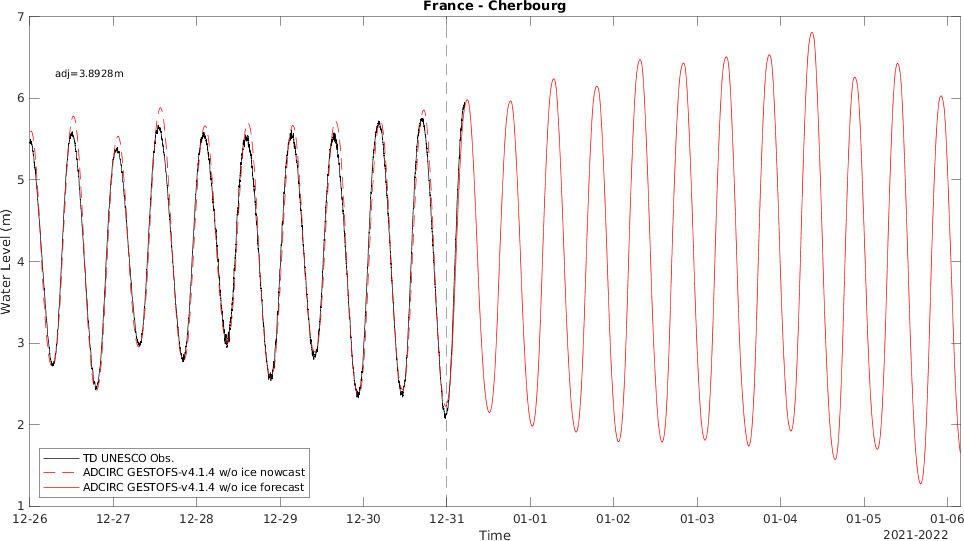 France - Cherbourg
7
adj=3.8928m
6
5
4
3
2
1
Water Level (m)
TD UNESCO Obs.
ADCIRC GESTOFS-v4.1.4 w/o ice nowcast
ADCIRC GESTOFS-v4.1.4 w/o ice forecast
12-26 12-27 12-28 12-29 12-30 12-31 01-01 01-02 01-03 01-04 01-05 01-06
Time
2021-2022